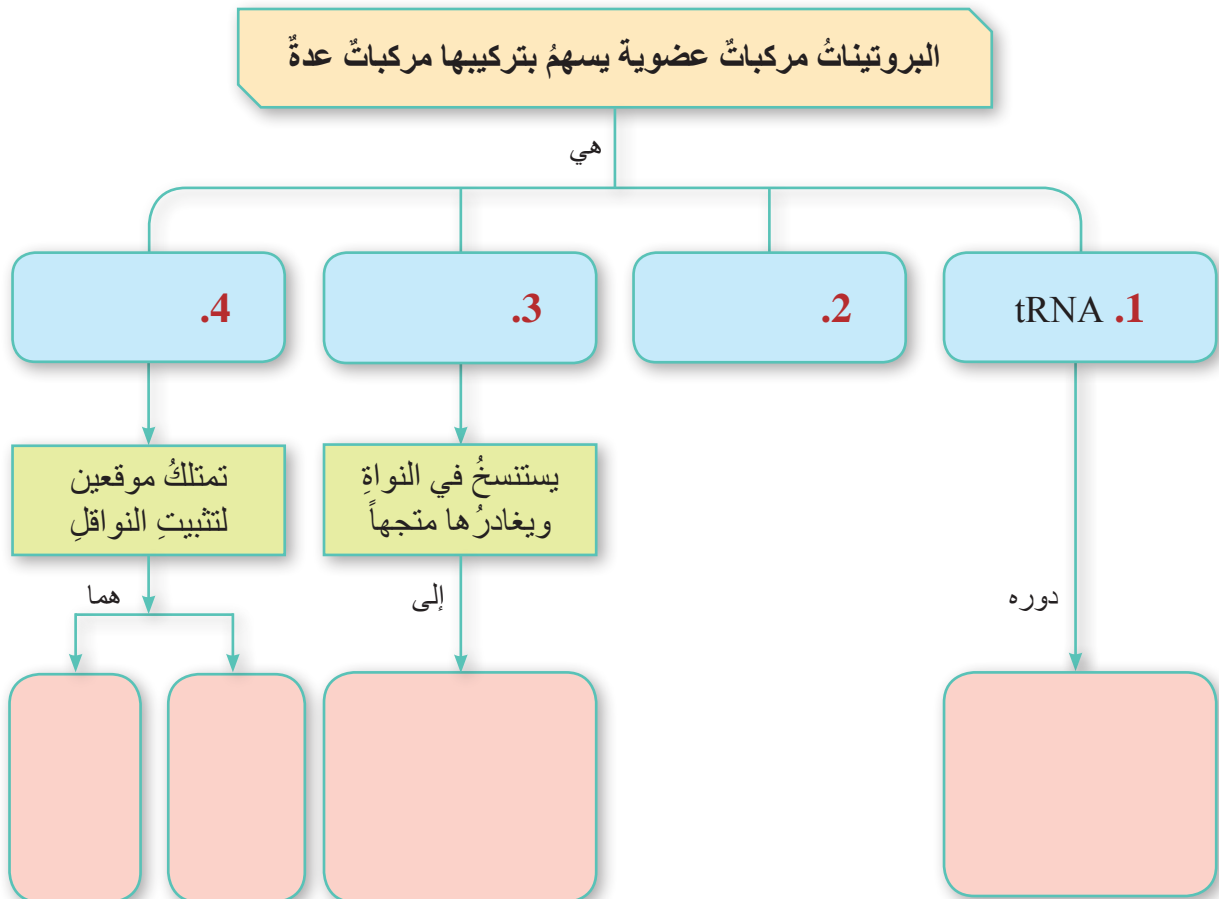 البروتيناتُ مركباتٌ عضوية يسهمُ بتركيبها مركباتٌ عدةٌ
هي
1. tRNA
2.
3.
4.
يستنسخُ في النواةِ
ويغادرُها متجهاً
تمتلكُ موقعين
لتثبيتِ النواقلِ
دوره
إلى
هما